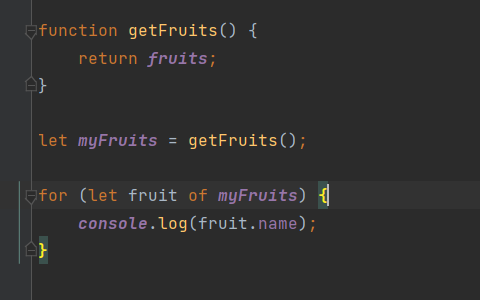 function getFruits() {
    return fruits;
}
let myFruits = getFruits();
for (let fruit of myFruits) {
    console.log(fruit.name);
}